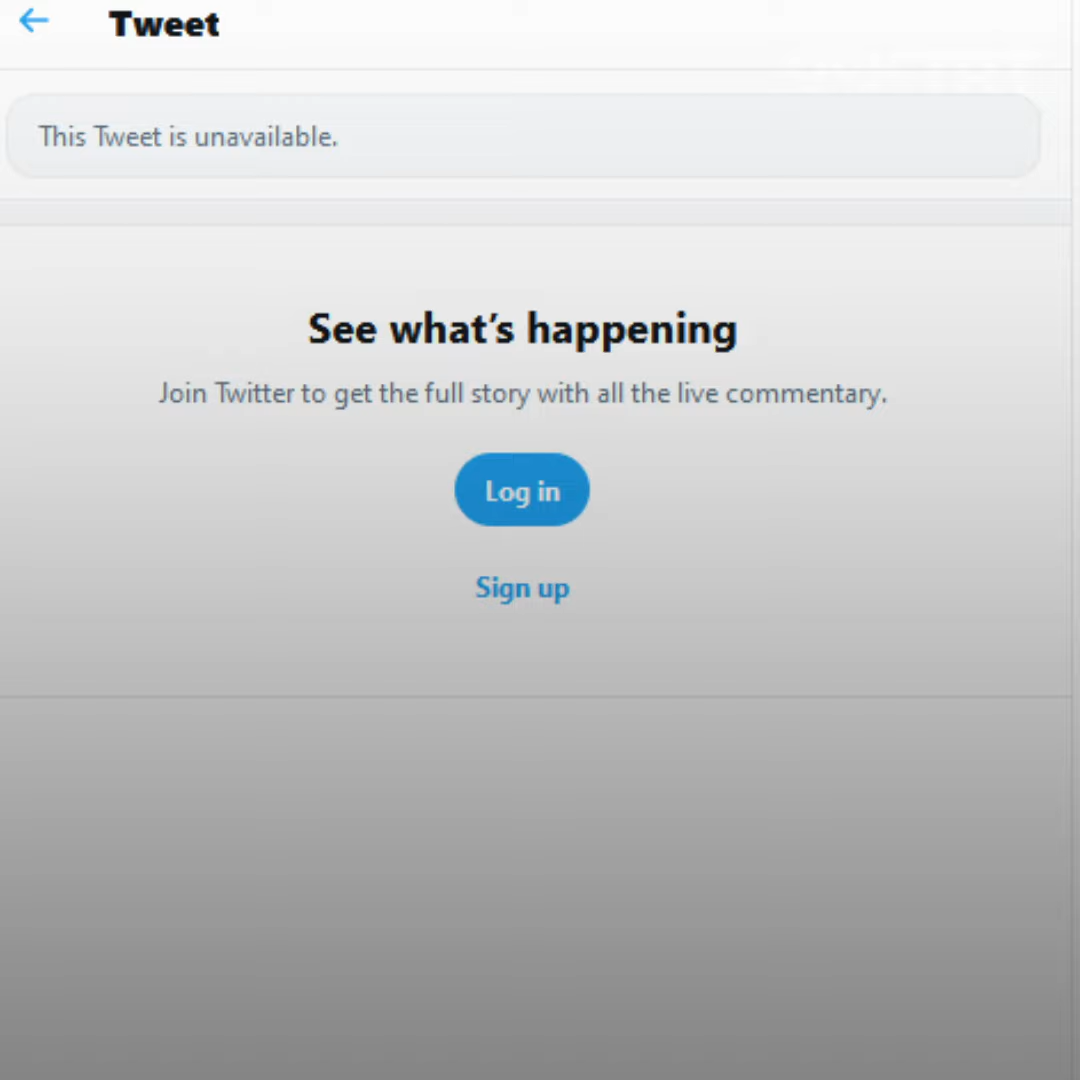 Tweet
This Tweet is unavailable.
See what's happening
Join Twitter to get the full story with all the live commentary.
Log in
Sign up